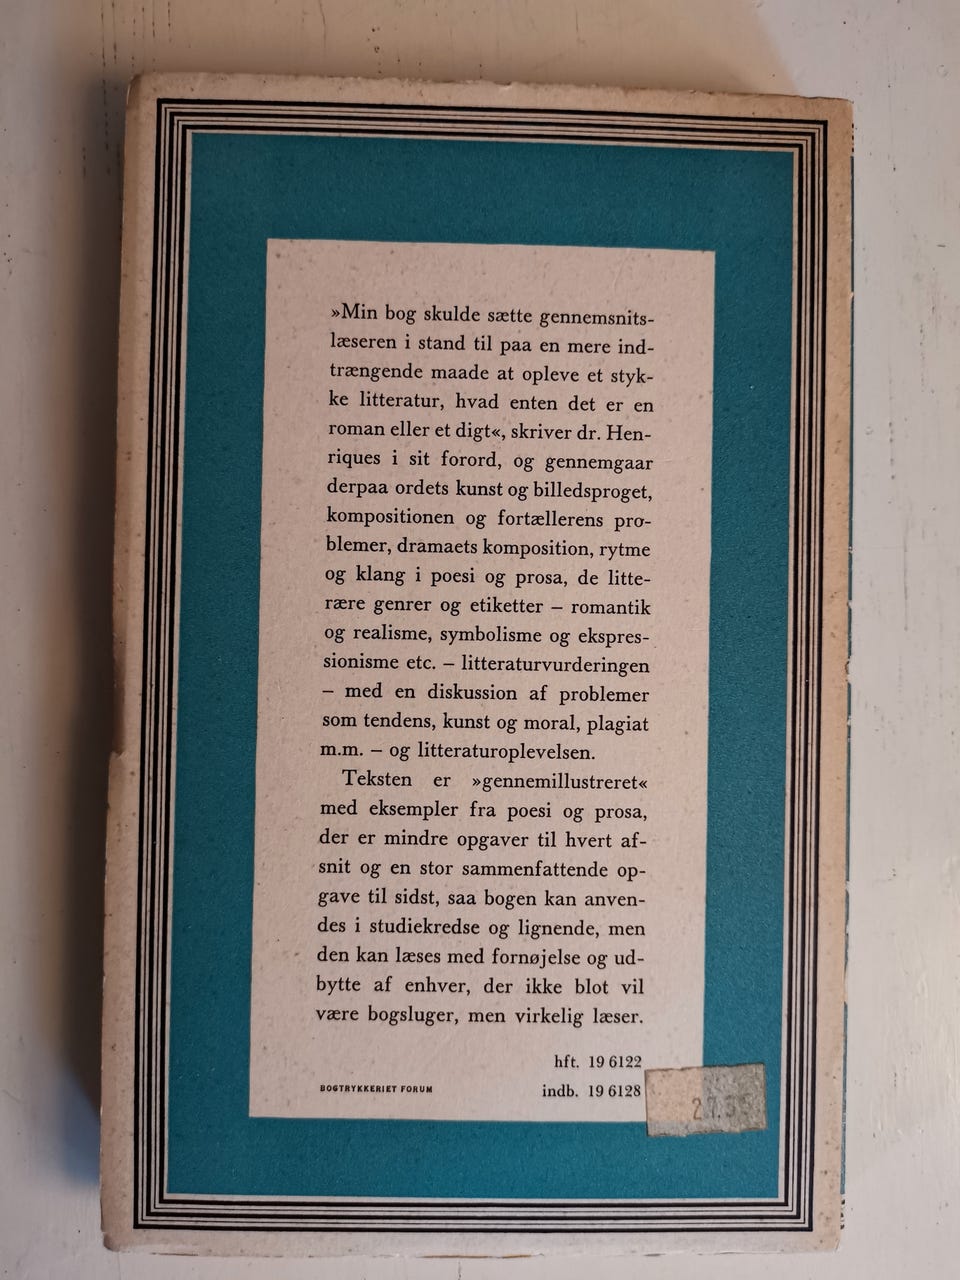 »Min bog skulde sætte gennemsnits-
læseren i stand til paa en mere ind-
trængende maade at opleve et styk-
ke litteratur, hvad enten det er en
roman eller et digt«, skriver dr. Hen-
riques i sit forord, og gennemgaar
derpaa ordets kunst og billedsproget,
kompositionen og fortællerens pro-
blemer, dramaets komposition, rytme
og klang i poesi og prosa, de litte-
rære genrer og etiketter – romantik
og realisme, symbolisme og ekspres-
sionisme etc. – litteraturvurderingen
– med en diskussion af problemer
som tendens, kunst og moral, plagiat
m.m. – og litteraturoplevelsen.
Teksten er »gennemillustreret«
med eksempler fra poesi og prosa,
der er mindre opgaver til hvert af-
snit og en stor sammenfattende op-
gave til sidst, saa bogen kan anven-
des i studiekredse og lignende, men
den kan læses med fornøjelse og ud-
bytte af enhver, der ikke blot vil
være bogsluger, men virkelig læser.
hft. 19 6122
BOGTRYKKERIET FORUM indb. 19 6128